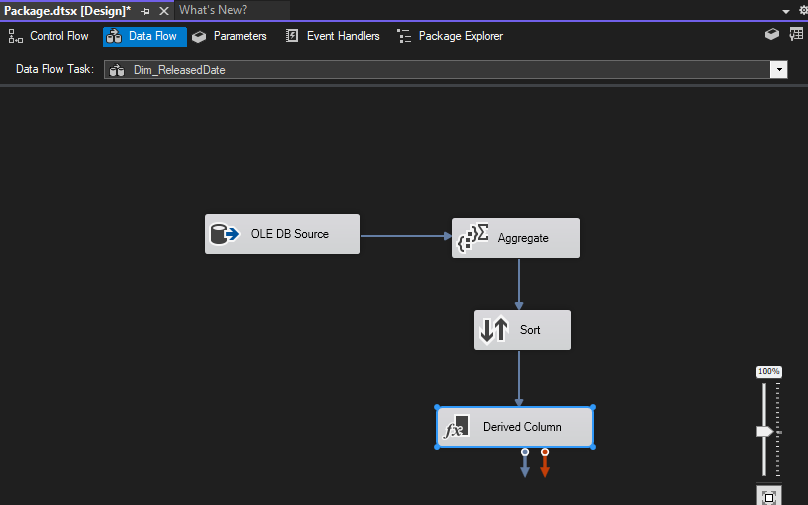 Package.dtsx [Design]* What's New?
Control Flow Data Flow Parameters Event Handlers Package Explorer
Data Flow Task: Dim_ReleasedDate
OLE DB Source
Aggregate
Sort
100%
Derived Column